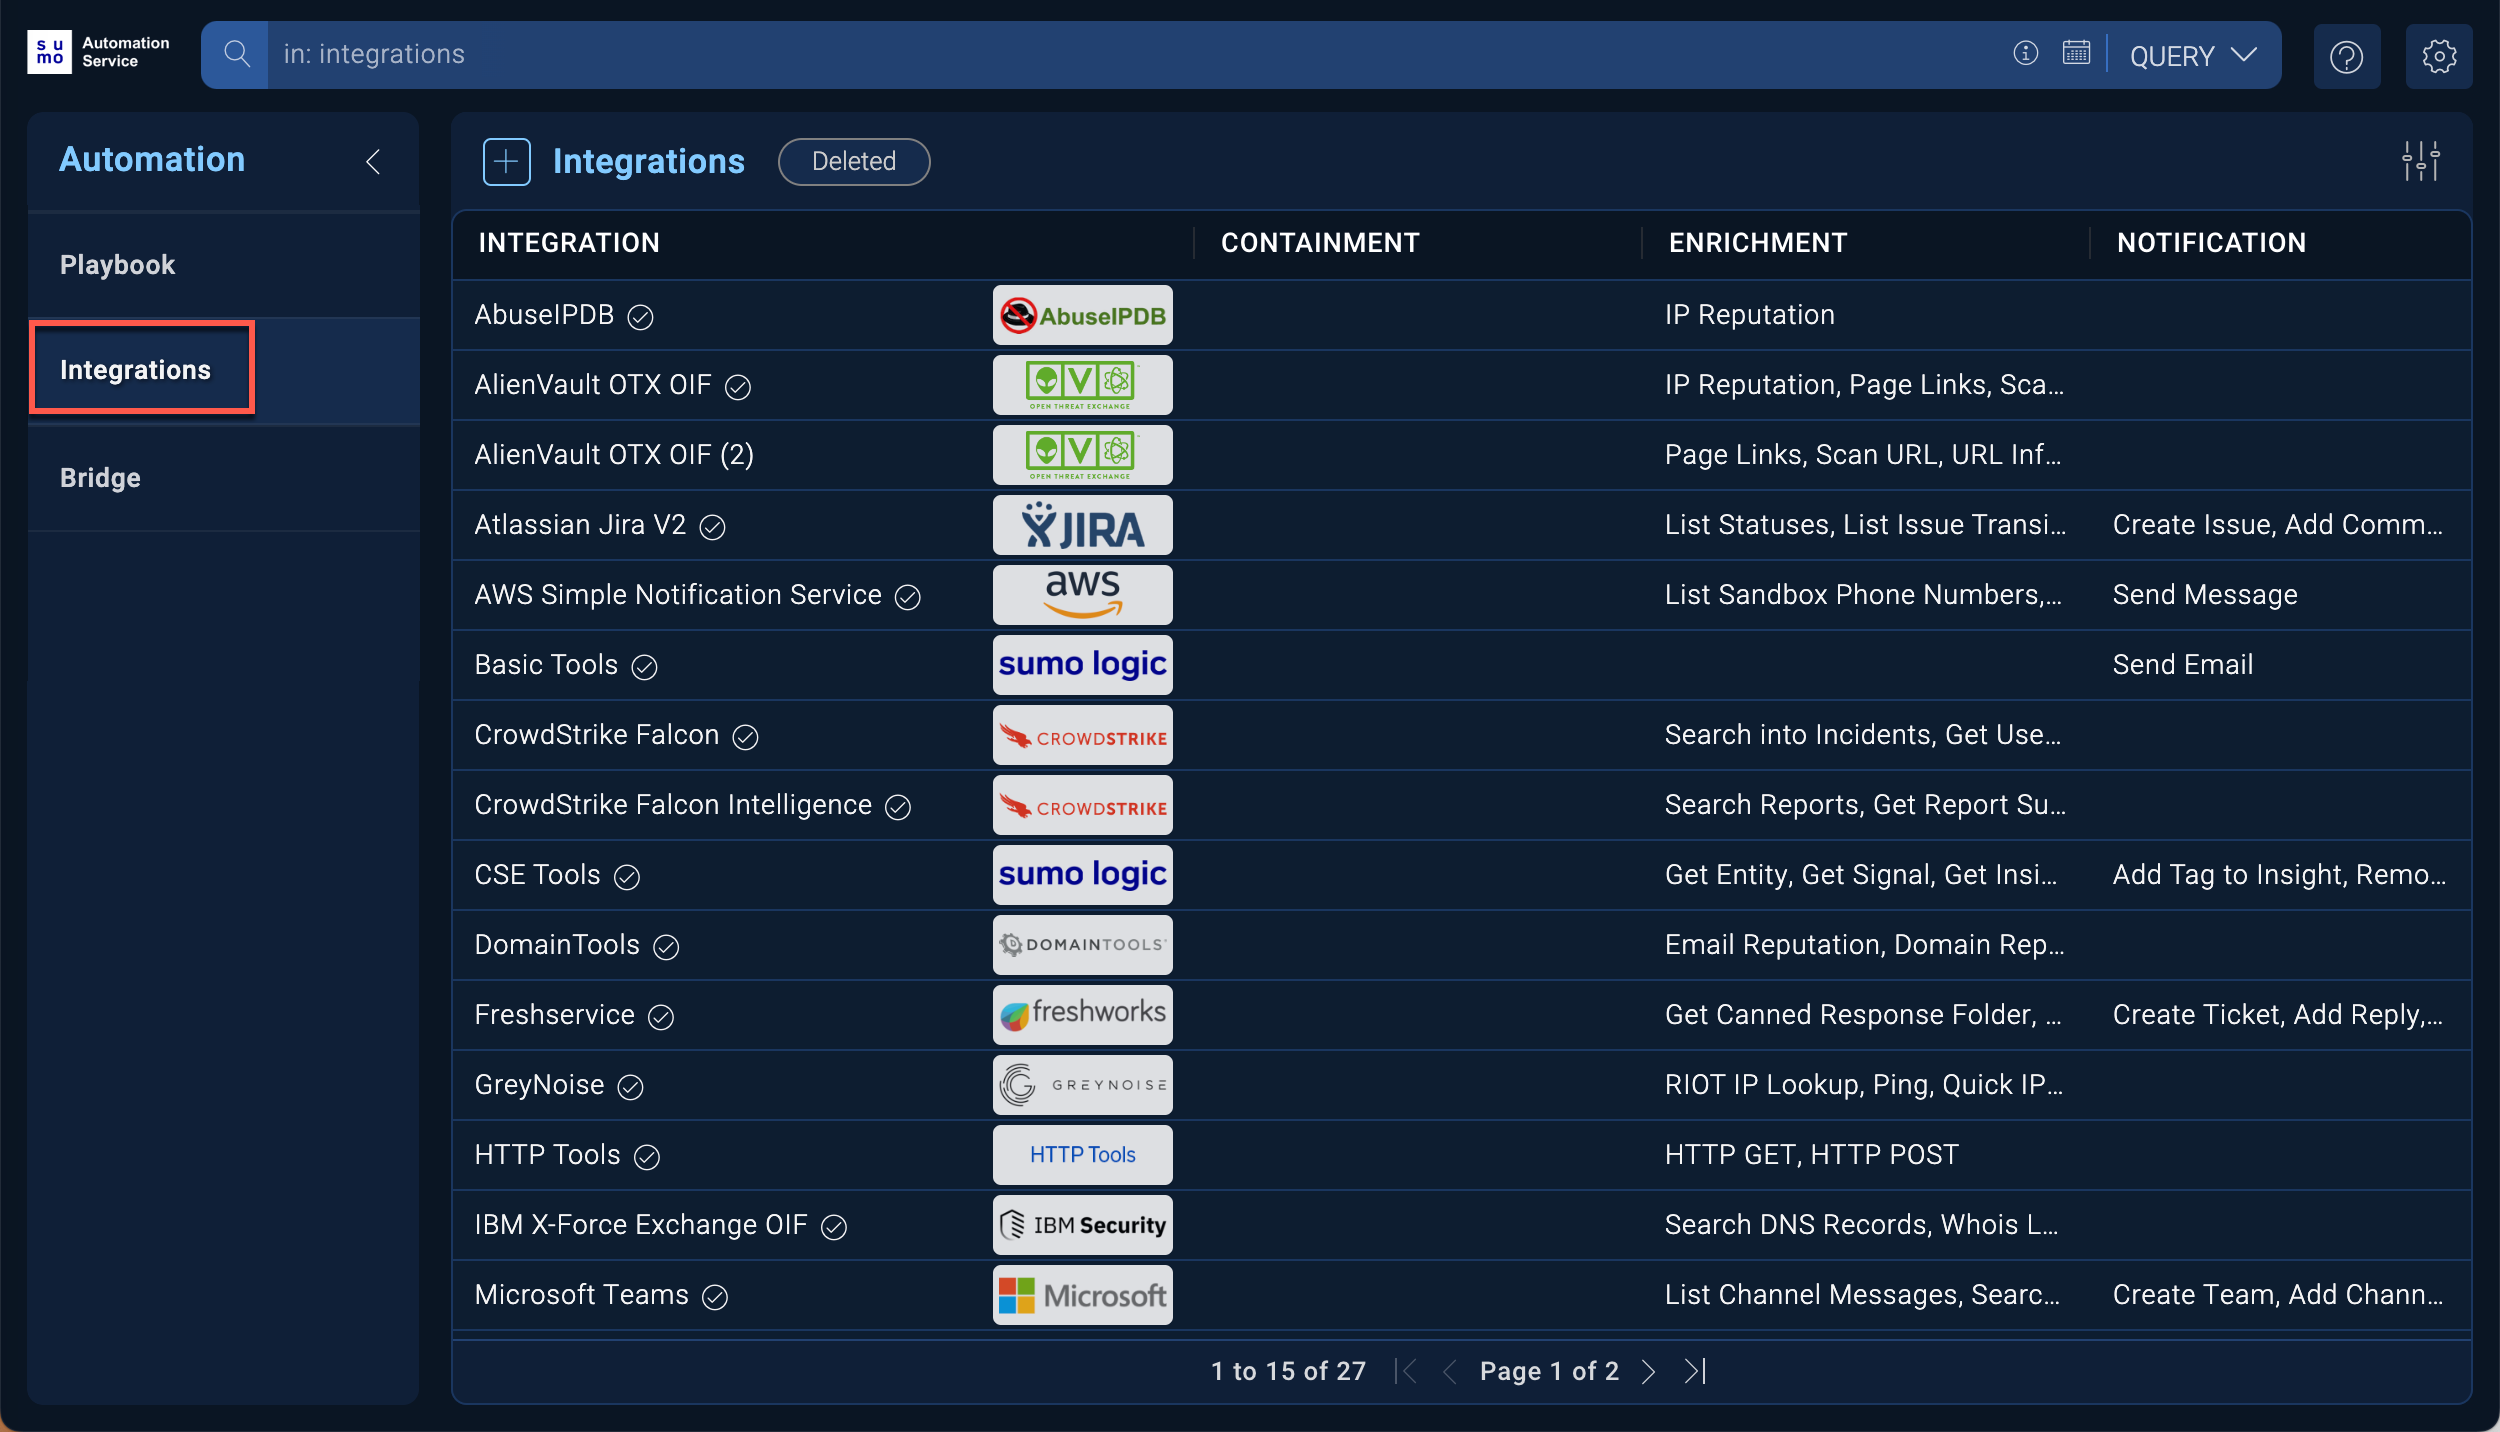 su
mo
Automation
Service
in: integrations
QUERY
Automation
Integrations
Deleted
Playbook
Integrations
Bridge
INTEGRATION
CONTAINMENT
ENRICHMENT
NOTIFICATION
AbuseIPDB
AbuseIPDB
IP Reputation
AlienVault OTX OIF
V
OPEN THREAT EXCHANGE
IP Reputation, Page Links, Sca...
AlienVault OTX OIF (2)
V
OPEN THREAT EXCHANGE
Page Links, Scan URL, URL Inf...
Atlassian Jira V2
JIRA
List Statuses, List Issue Transi...
Create Issue, Add Comm...
AWS Simple Notification Service
aws
List Sandbox Phone Numbers,...
Send Message
Basic Tools
sumo logic
Send Email
CrowdStrike Falcon
CROWDSTRIKE
Search into Incidents, Get Use...
CrowdStrike Falcon Intelligence
CROWDSTRIKE
Search Reports, Get Report Su...
CSE Tools
sumo logic
Get Entity, Get Signal, Get Insi...
Add Tag to Insight, Remo...
DomainTools
DOMAINTOOLS
Email Reputation, Domain Rep...
Freshservice
freshworks
Get Canned Response Folder, ...
Create Ticket, Add Reply,...
GreyNoise
GREYNOISE
RIOT IP Lookup, Ping, Quick IP...
HTTP Tools
HTTP Tools
HTTP GET, HTTP POST
IBM X-Force Exchange OIF
IBM Security
Search DNS Records, Whois L...
Microsoft Teams
Microsoft
List Channel Messages, Searc...
Create Team, Add Chann...
1 to 15 of 27
Page 1 of 2